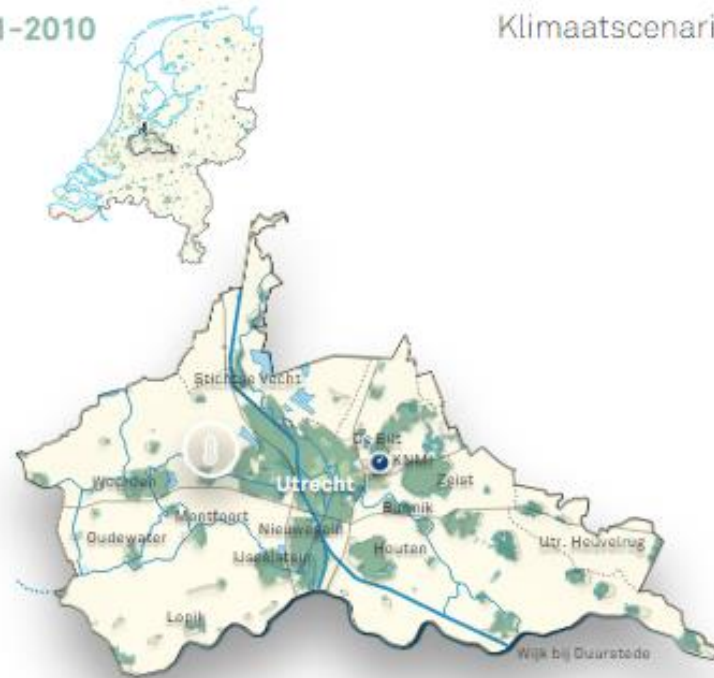 1-2010
Klimaatscenari
Stichtse Vecht
De Bilt
KNMI
Zeist
Woerden
Utrecht
Bunnik
Montfoort
Nieuwegein
Oudewater
Houten
Utr. Heuvelrug
IJsselstein
Lopik
Wijk bij Duurstede